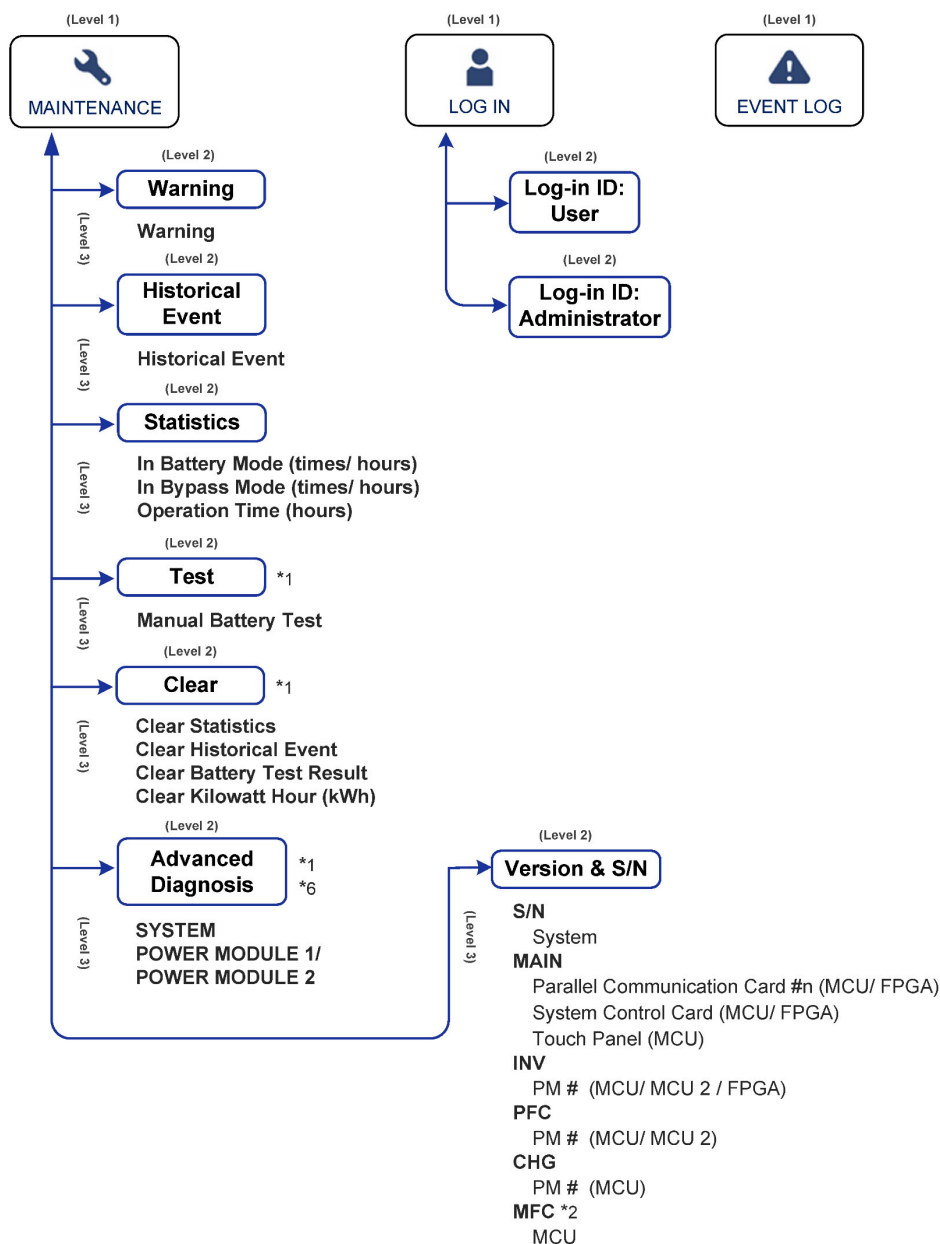 (Level 1)
MAINTENANCE
(Level 2)
Warning
(Level 3)
Warning
(Level 2)
Historical
Event
(Level 3)
Historical Event
(Level 2)
Statistics
(Level 3)
In Battery Mode (times/ hours)
In Bypass Mode (times/ hours)
Operation Time (hours)
(Level 2)
Test
*1
(Level 3)
Manual Battery Test
(Level 2)
Clear
*1
(Level 3)
Clear Statistics
Clear Historical Event
Clear Battery Test Result
Clear Kilowatt Hour (kWh)
(Level 2)
Advanced
Diagnosis
*1
*6
(Level 3)
SYSTEM
POWER MODULE 1/
POWER MODULE 2
(Level 2)
Version & S/N
(Level 3)
S/N
System
MAIN
Parallel Communication Card #n (MCU/ FPGA)
System Control Card (MCU/ FPGA)
Touch Panel (MCU)
INV
PM # (MCU/ MCU 2 / FPGA)
PFC
PM # (MCU/ MCU 2)
CHG
PM # (MCU)
MFC *2
MCU
(Level 1)
LOG IN
(Level 2)
Log-in ID:
User
(Level 2)
Log-in ID:
Administrator
(Level 1)
EVENT LOG